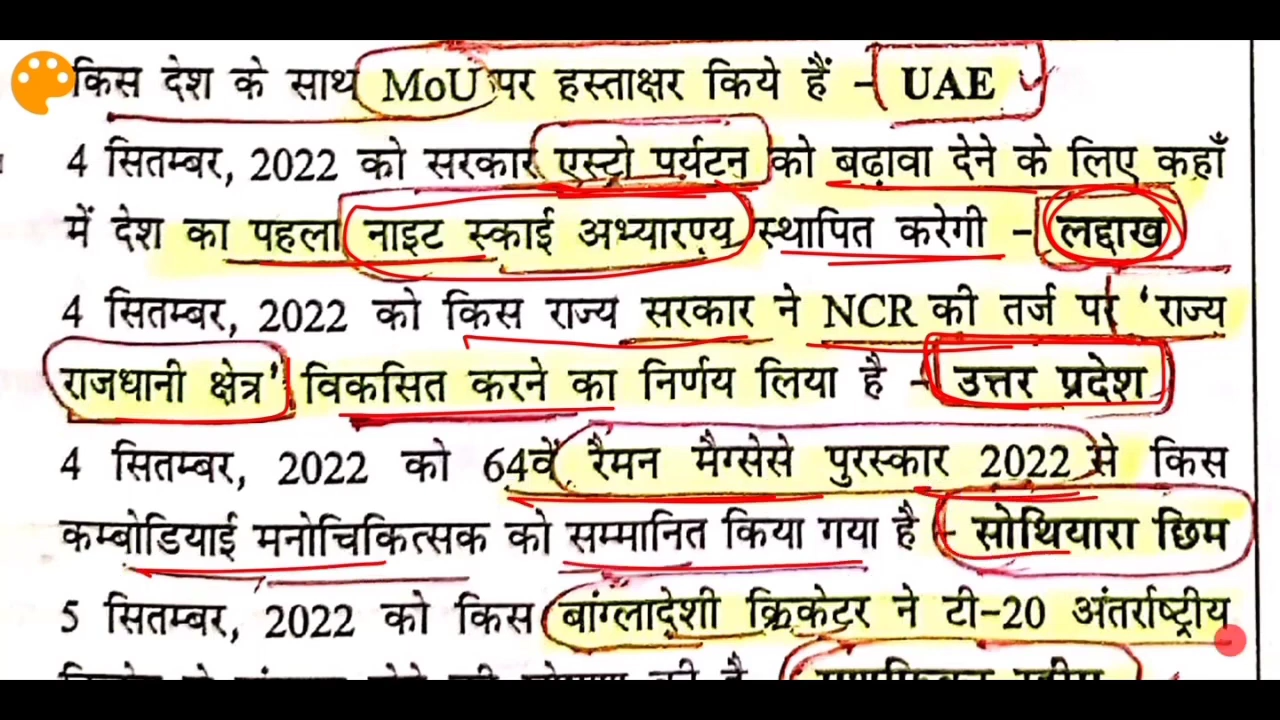 किस देश के साथ MoU पर हस्ताक्षर किये हैं - UAE
4 सितम्बर, 2022 को सरकार एस्ट्रो पर्यटन को बढ़ावा देने के लिए कहाँ
में देश का पहला नाइट स्काई अभ्यारण्य स्थापित करेगी - लद्दाख
4 सितम्बर, 2022 को किस राज्य सरकार ने NCR की तर्ज पर 'राज्य
राजधानी क्षेत्र' विकसित करने का निर्णय लिया है - उत्तर प्रदेश
4 सितम्बर, 2022 को 64वें रैमन मैग्सेसे पुरस्कार 2022 से किस
कम्बोडियाई मनोचिकित्सक को सम्मानित किया गया है - सोथियारा छिम
5 सितम्बर, 2022 को किस बांग्लादेशी क्रिकेटर ने टी-20 अंतर्राष्ट्रीय